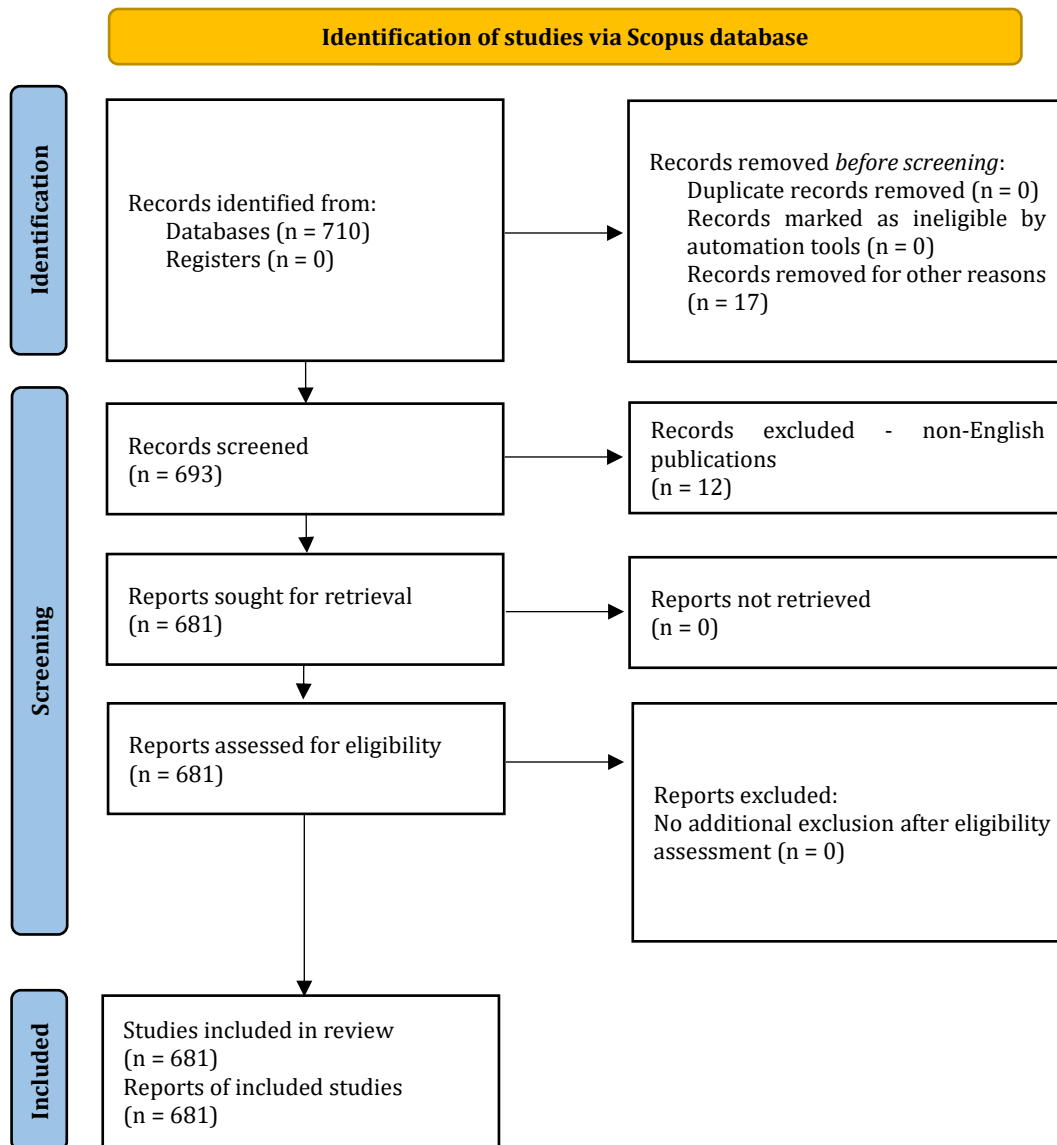 Identification of studies via Scopus database
Identification
Records identified from:
Databases (n = 710)
Registers (n = 0)
Records removed before screening:
Duplicate records removed (n = 0)
Records marked as ineligible by
automation tools (n = 0)
Records removed for other reasons
(n = 17)
Screening
Records screened
(n = 693)
Records excluded - non-English
publications
(n = 12)
Reports sought for retrieval
(n = 681)
Reports not retrieved
(n = 0)
Reports assessed for eligibility
(n = 681)
Reports excluded:
No additional exclusion after eligibility
assessment (n = 0)
Included
Studies included in review
(n = 681)
Reports of included studies
(n = 681)